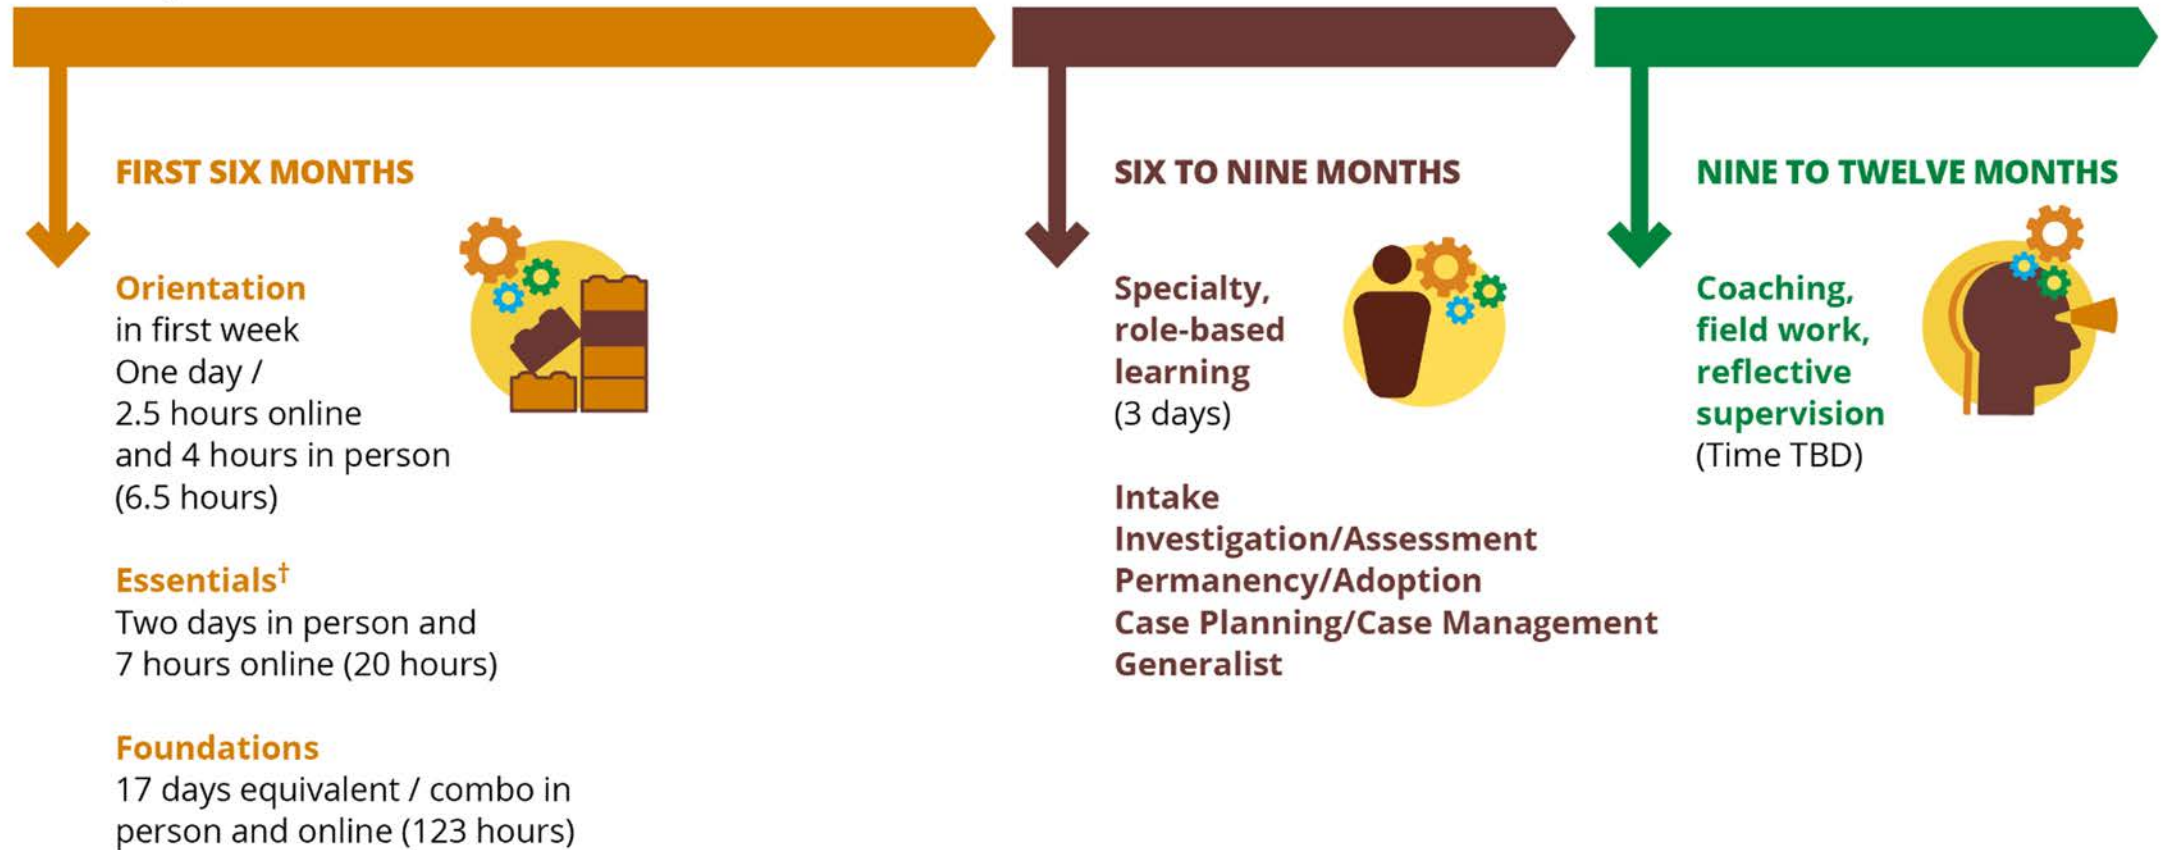 FIRST SIX MONTHS
Orientation
in first week
One day /
2.5 hours online
and 4 hours in person
(6.5 hours)
Essentials†
Two days in person and
7 hours online (20 hours)
Foundations
17 days equivalent / combo in
person and online (123 hours)
SIX TO NINE MONTHS
Specialty,
role-based
learning
(3 days)
Intake
Investigation/Assessment
Permanency/Adoption
Case Planning/Case Management
Generalist
NINE TO TWELVE MONTHS
Coaching,
field work,
reflective
supervision
(Time TBD)